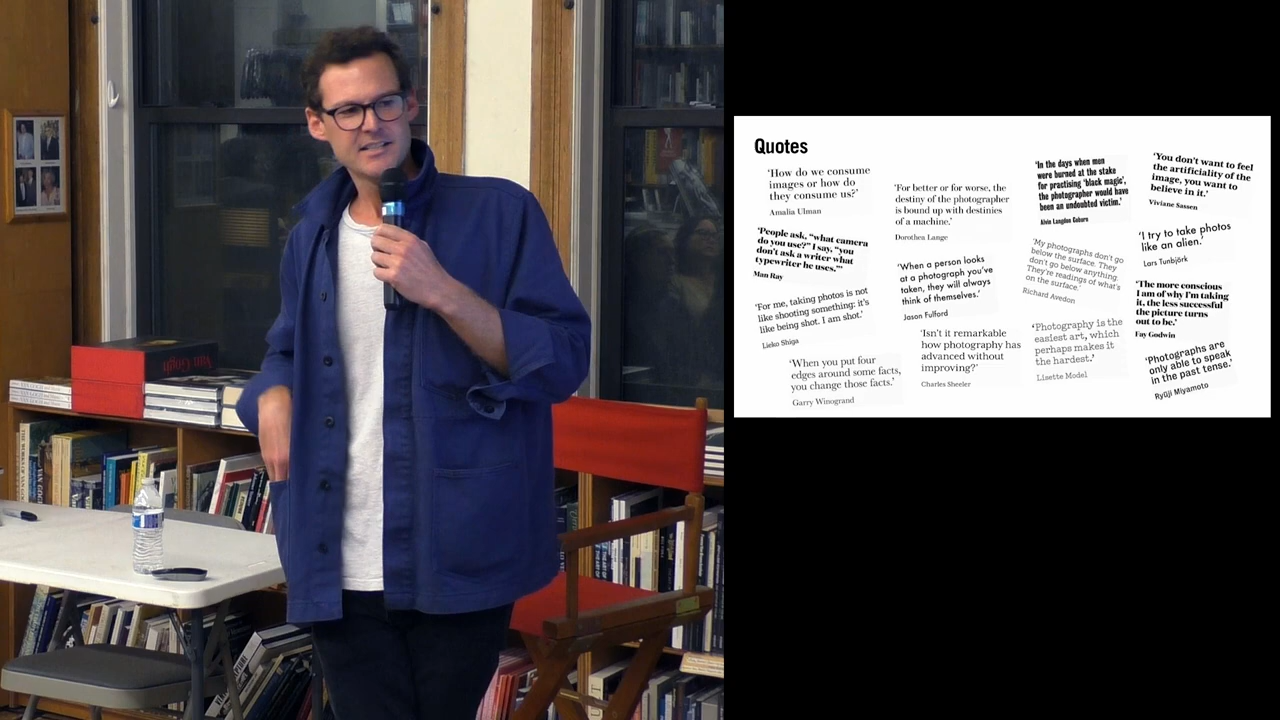 Quotes
‘How do we consume
images or how do
they consume us?’
Amalia Ulman
‘People ask, “what camera
do you use?” I say, “you
don’t ask a writer what
typewriter he uses.”’
Man Ray
‘For me, taking photos is not
like shooting something; it’s
like being shot. I am shot.’
Lieko Shiga
‘When you put four
edges around some facts,
you change those facts.’
Garry Winogrand
‘For better or for worse, the
destiny of the photographer
is bound up with destinies
of a machine.’
Dorothea Lange
‘When a person looks
at a photograph you’ve
taken, they will always
think of themselves.’
Jason Fulford
‘Isn’t it remarkable
how photography has
advanced without
improving?’
Charles Sheeler
‘In the days when men
were burned at the stake
for practising ‘black magic’,
the photographer would have
been an undoubted victim.’
Alvin Langdon Coburn
‘My photographs don’t go
below the surface. They
don’t go below anything.
They’re readings of what’s
on the surface.’
Richard Avedon
‘Photography is the
easiest art, which
perhaps makes it
the hardest.’
Lisette Model
‘You don’t want to feel
the artificiality of the
image, you want to
believe in it.’
Viviane Sassen
‘I try to take photos
like an alien.’
Lars Tunbjörk
‘The more conscious
I am of why I’m taking
it, the less successful
the picture turns
out to be.’
Fay Godwin
‘Photographs are
only able to speak
in the past tense.’
Ryūji Miyamoto
Van Gogh